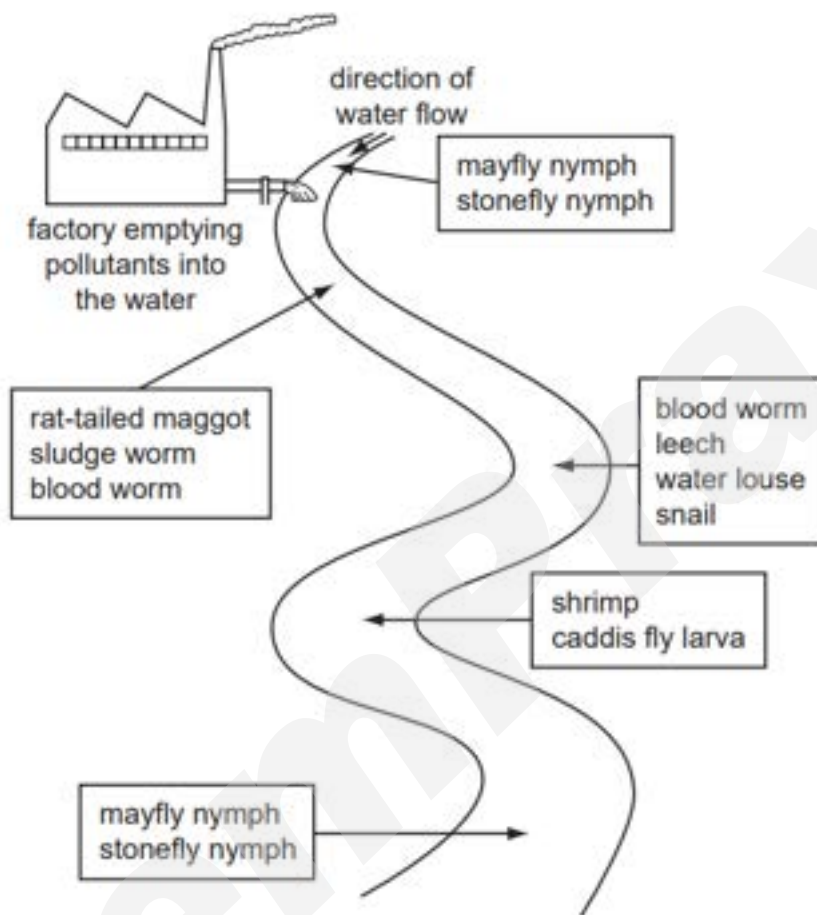 direction of
water flow
mayfly nymph
stonefly nymph
factory emptying
pollutants into
the water
rat-tailed maggot
sludge worm
blood worm
blood worm
leech
water louse
snail
shrimp
caddis fly larva
mayfly nymph
stonefly nymph